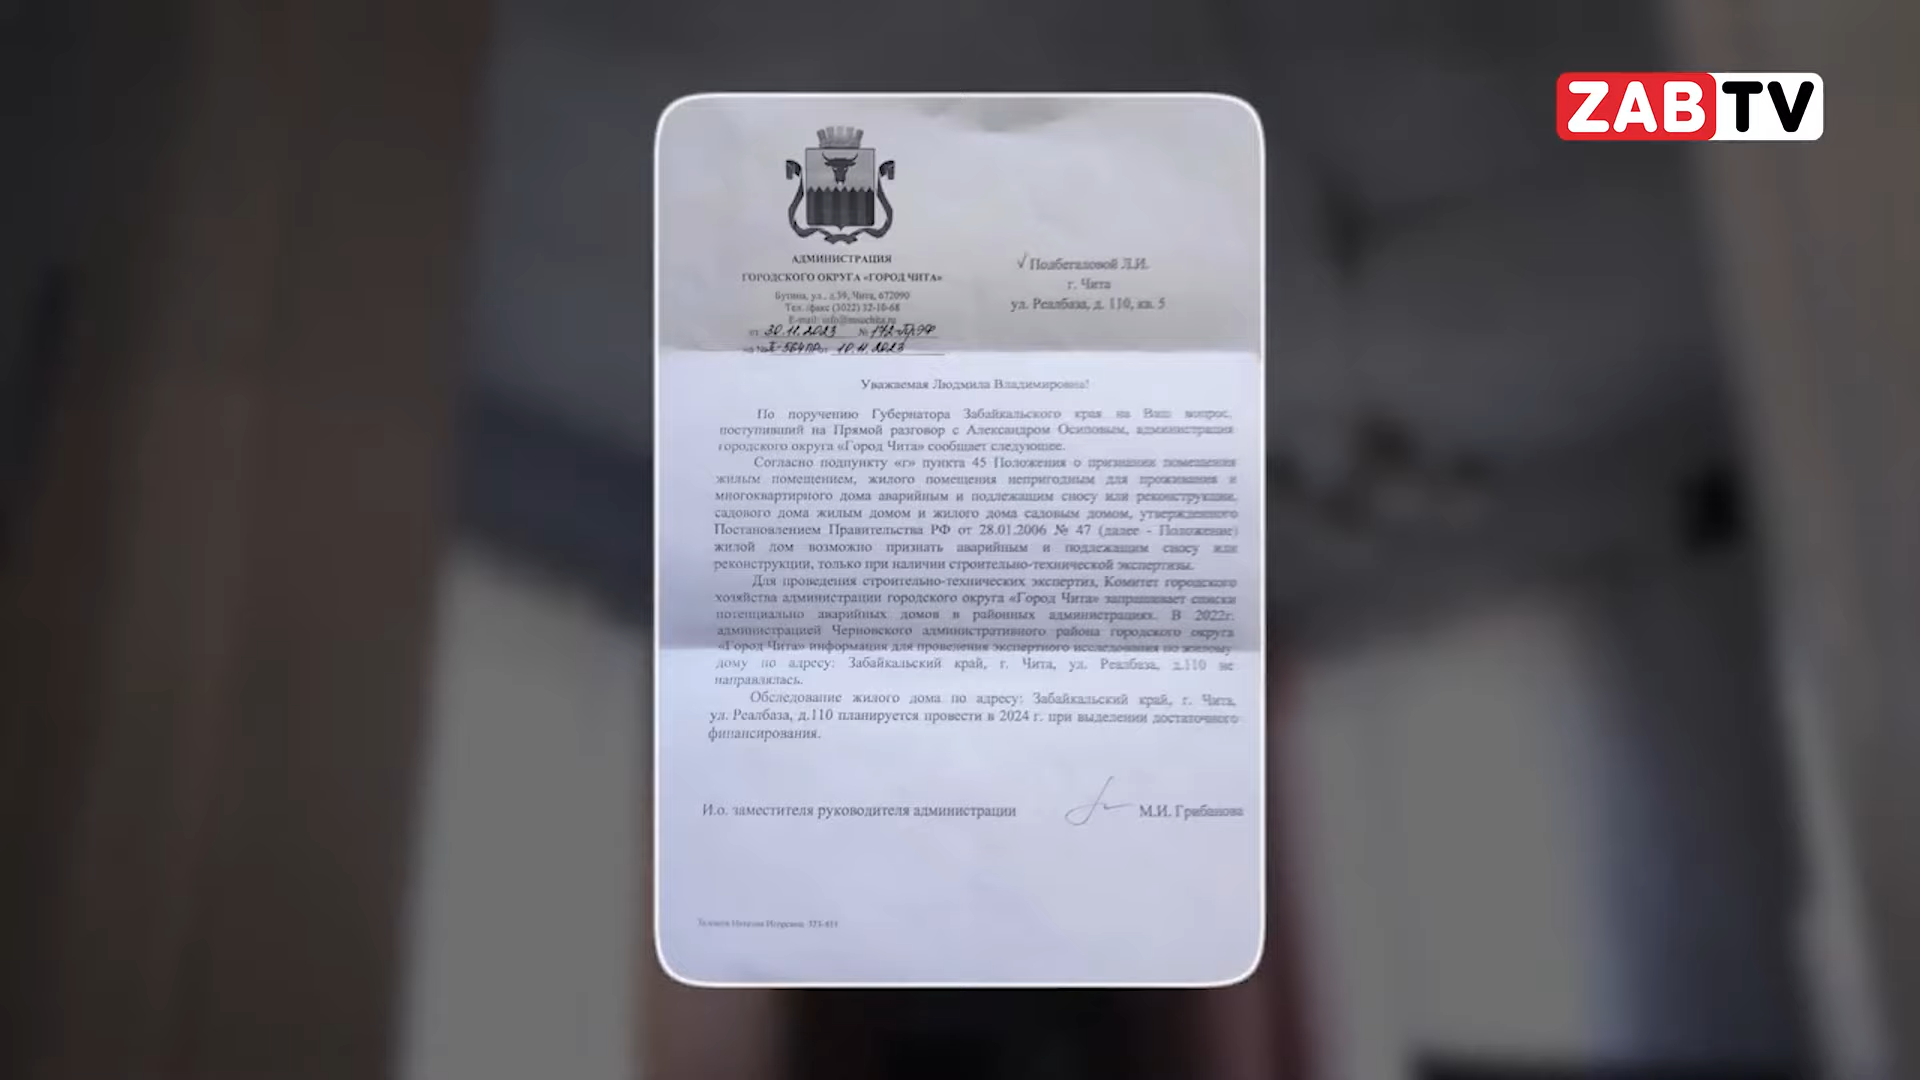 ZAB TV
АДМИНИСТРАЦИЯ
ГОРОДСКОГО ОКРУГА «ГОРОД ЧИТА»
Бутина, ул., д.39, Чита, 672090
Тел. /факс (3022) 32-10-68
E-mail:
от 30.11.2023 №
10.11.2023
√ Подбегаловой Л.И.
г. Чита
ул. Реалбаза, д. 110, кв. 5
Уважаемая Людмила Владимировна!
По поручению Губернатора Забайкальского края на Ваш вопрос,
поступивший на Прямой разговор с Александром Осиповым, администрация
городского округа «Город Чита» сообщает следующее.
Согласно подпункту «г» пункта 45 Положения о признании помещения
жилым помещением, жилого помещения непригодным для проживания и
многоквартирного дома аварийным и подлежащим сносу или реконструкции,
садового дома жилым домом и жилого дома садовым домом, утвержденного
Постановлением Правительства РФ от 28.01.2006 № 47 (далее - Положение)
жилой дом возможно признать аварийным и подлежащим сносу или
реконструкции, только при наличии строительно-технической экспертизы.
Для проведения строительно-технических экспертиз, Комитет городского
хозяйства администрации городского округа «Город Чита» запрашивает списки
потенциально аварийных домов в районных администрациях. В 2022г.
администрацией Черновского административного района городского округа
«Город Чита» информация для проведения экспертного исследования по жилому
дому по адресу: Забайкальский край, г. Чита, ул. Реалбаза, д.110 не
направлялась.
Обследование жилого дома по адресу: Забайкальский край, г. Чита,
ул. Реалбаза, д.110 планируется провести в 2024 г. при выделении достаточного
финансирования.
И.о. заместителя руководителя администрации М.И. Грибанова